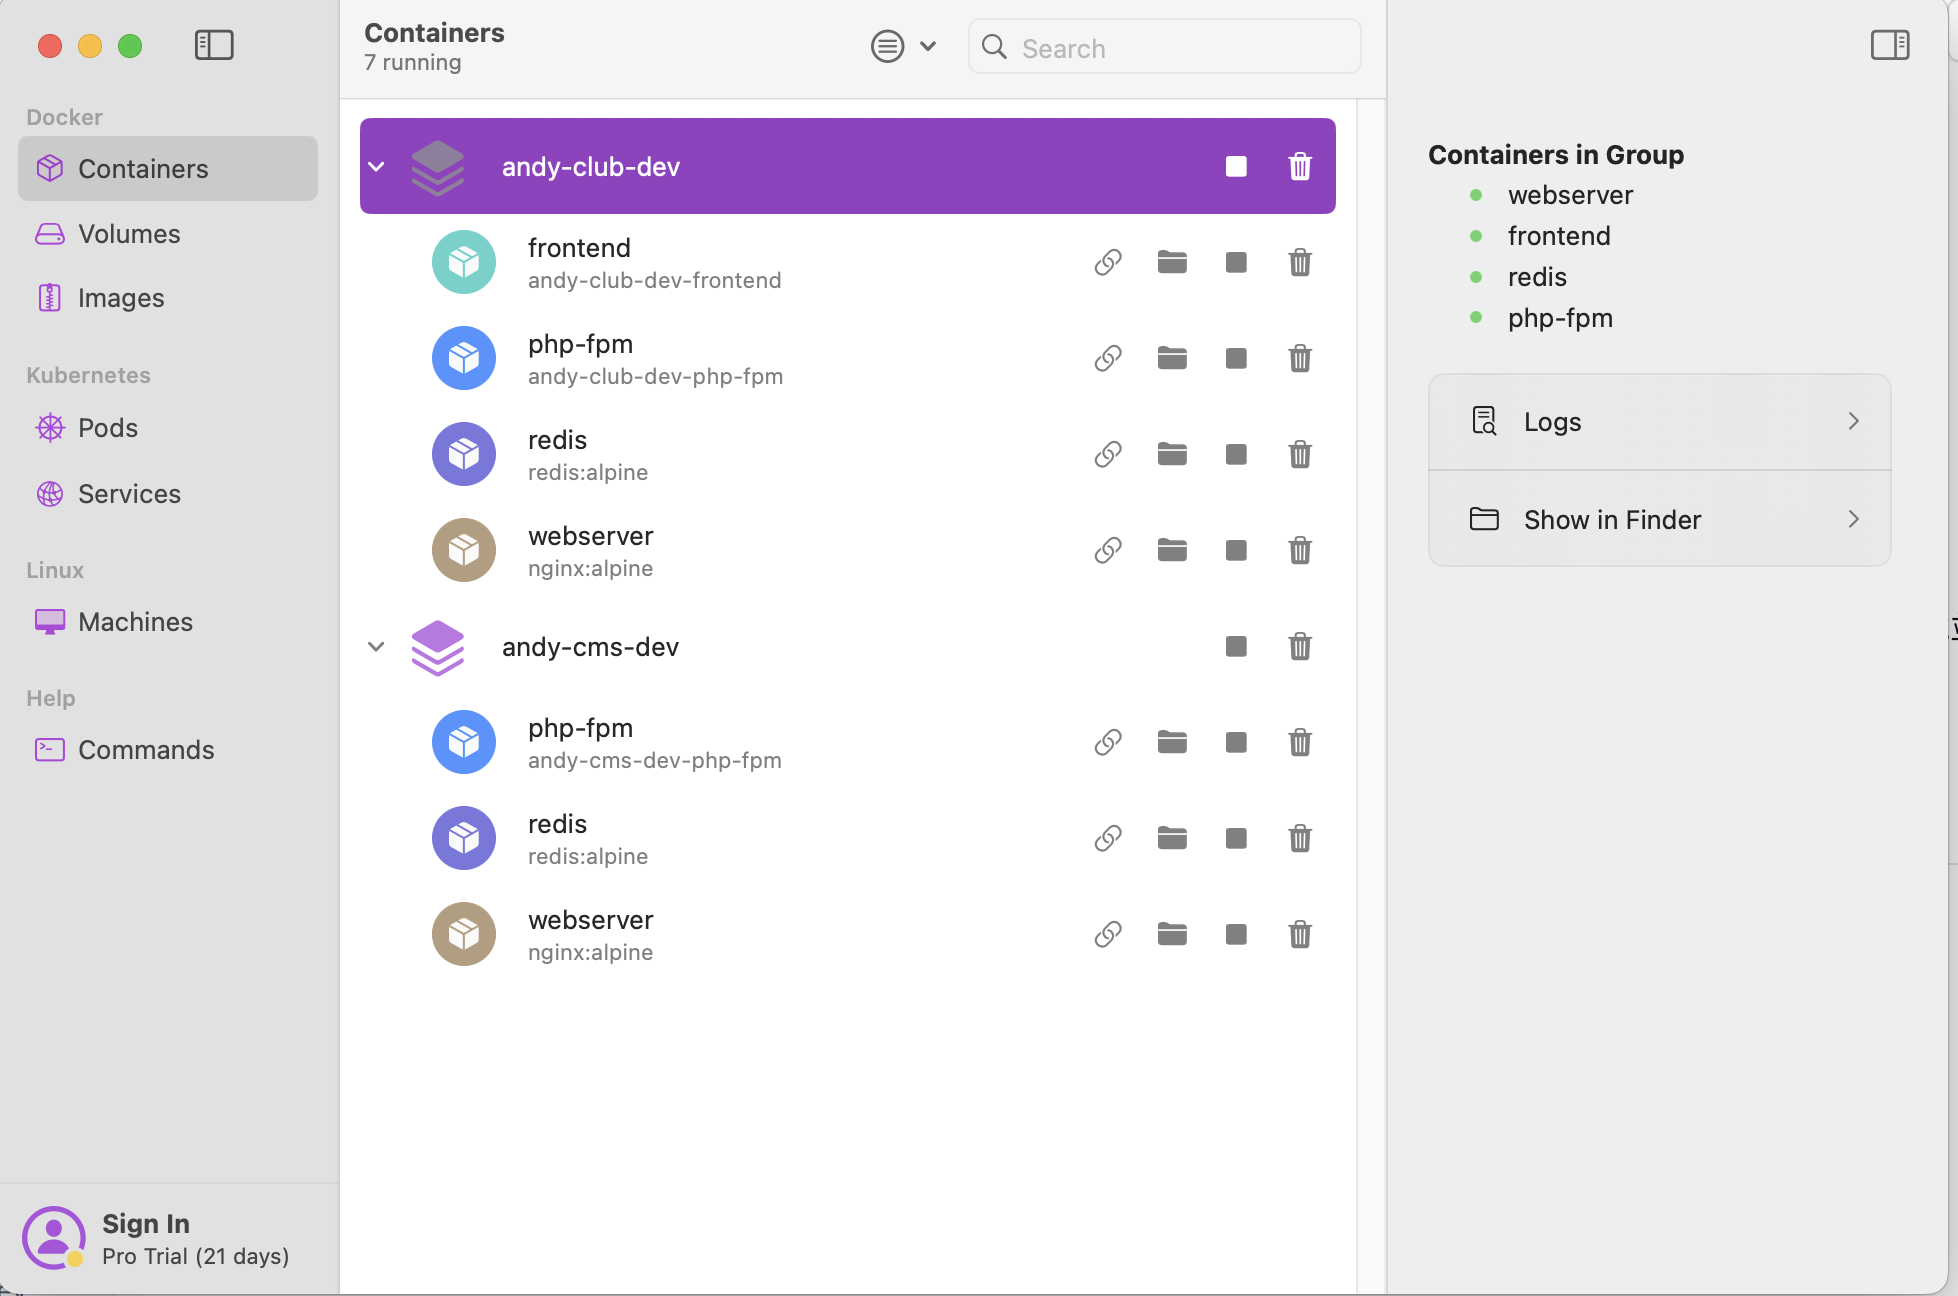 Docker
Containers
Volumes
Images
Kubernetes
Pods
Services
Linux
Machines
Help
Commands
Sign In
Pro Trial (21 days)
Containers
7 running
Search
andy-club-dev
frontend
andy-club-dev-frontend
php-fpm
andy-club-dev-php-fpm
redis
redis:alpine
webserver
nginx:alpine
andy-cms-dev
php-fpm
andy-cms-dev-php-fpm
redis
redis:alpine
webserver
nginx:alpine
Containers in Group
webserver
frontend
redis
php-fpm
Logs
Show in Finder